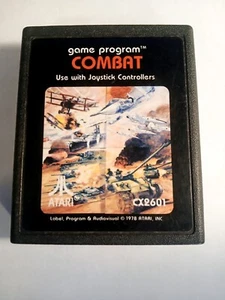 game program™
COMBAT
Use with Joystick Controllers
ATARI
CX2601
Label, Program & Audiovisual © 1978 ATARI, INC.